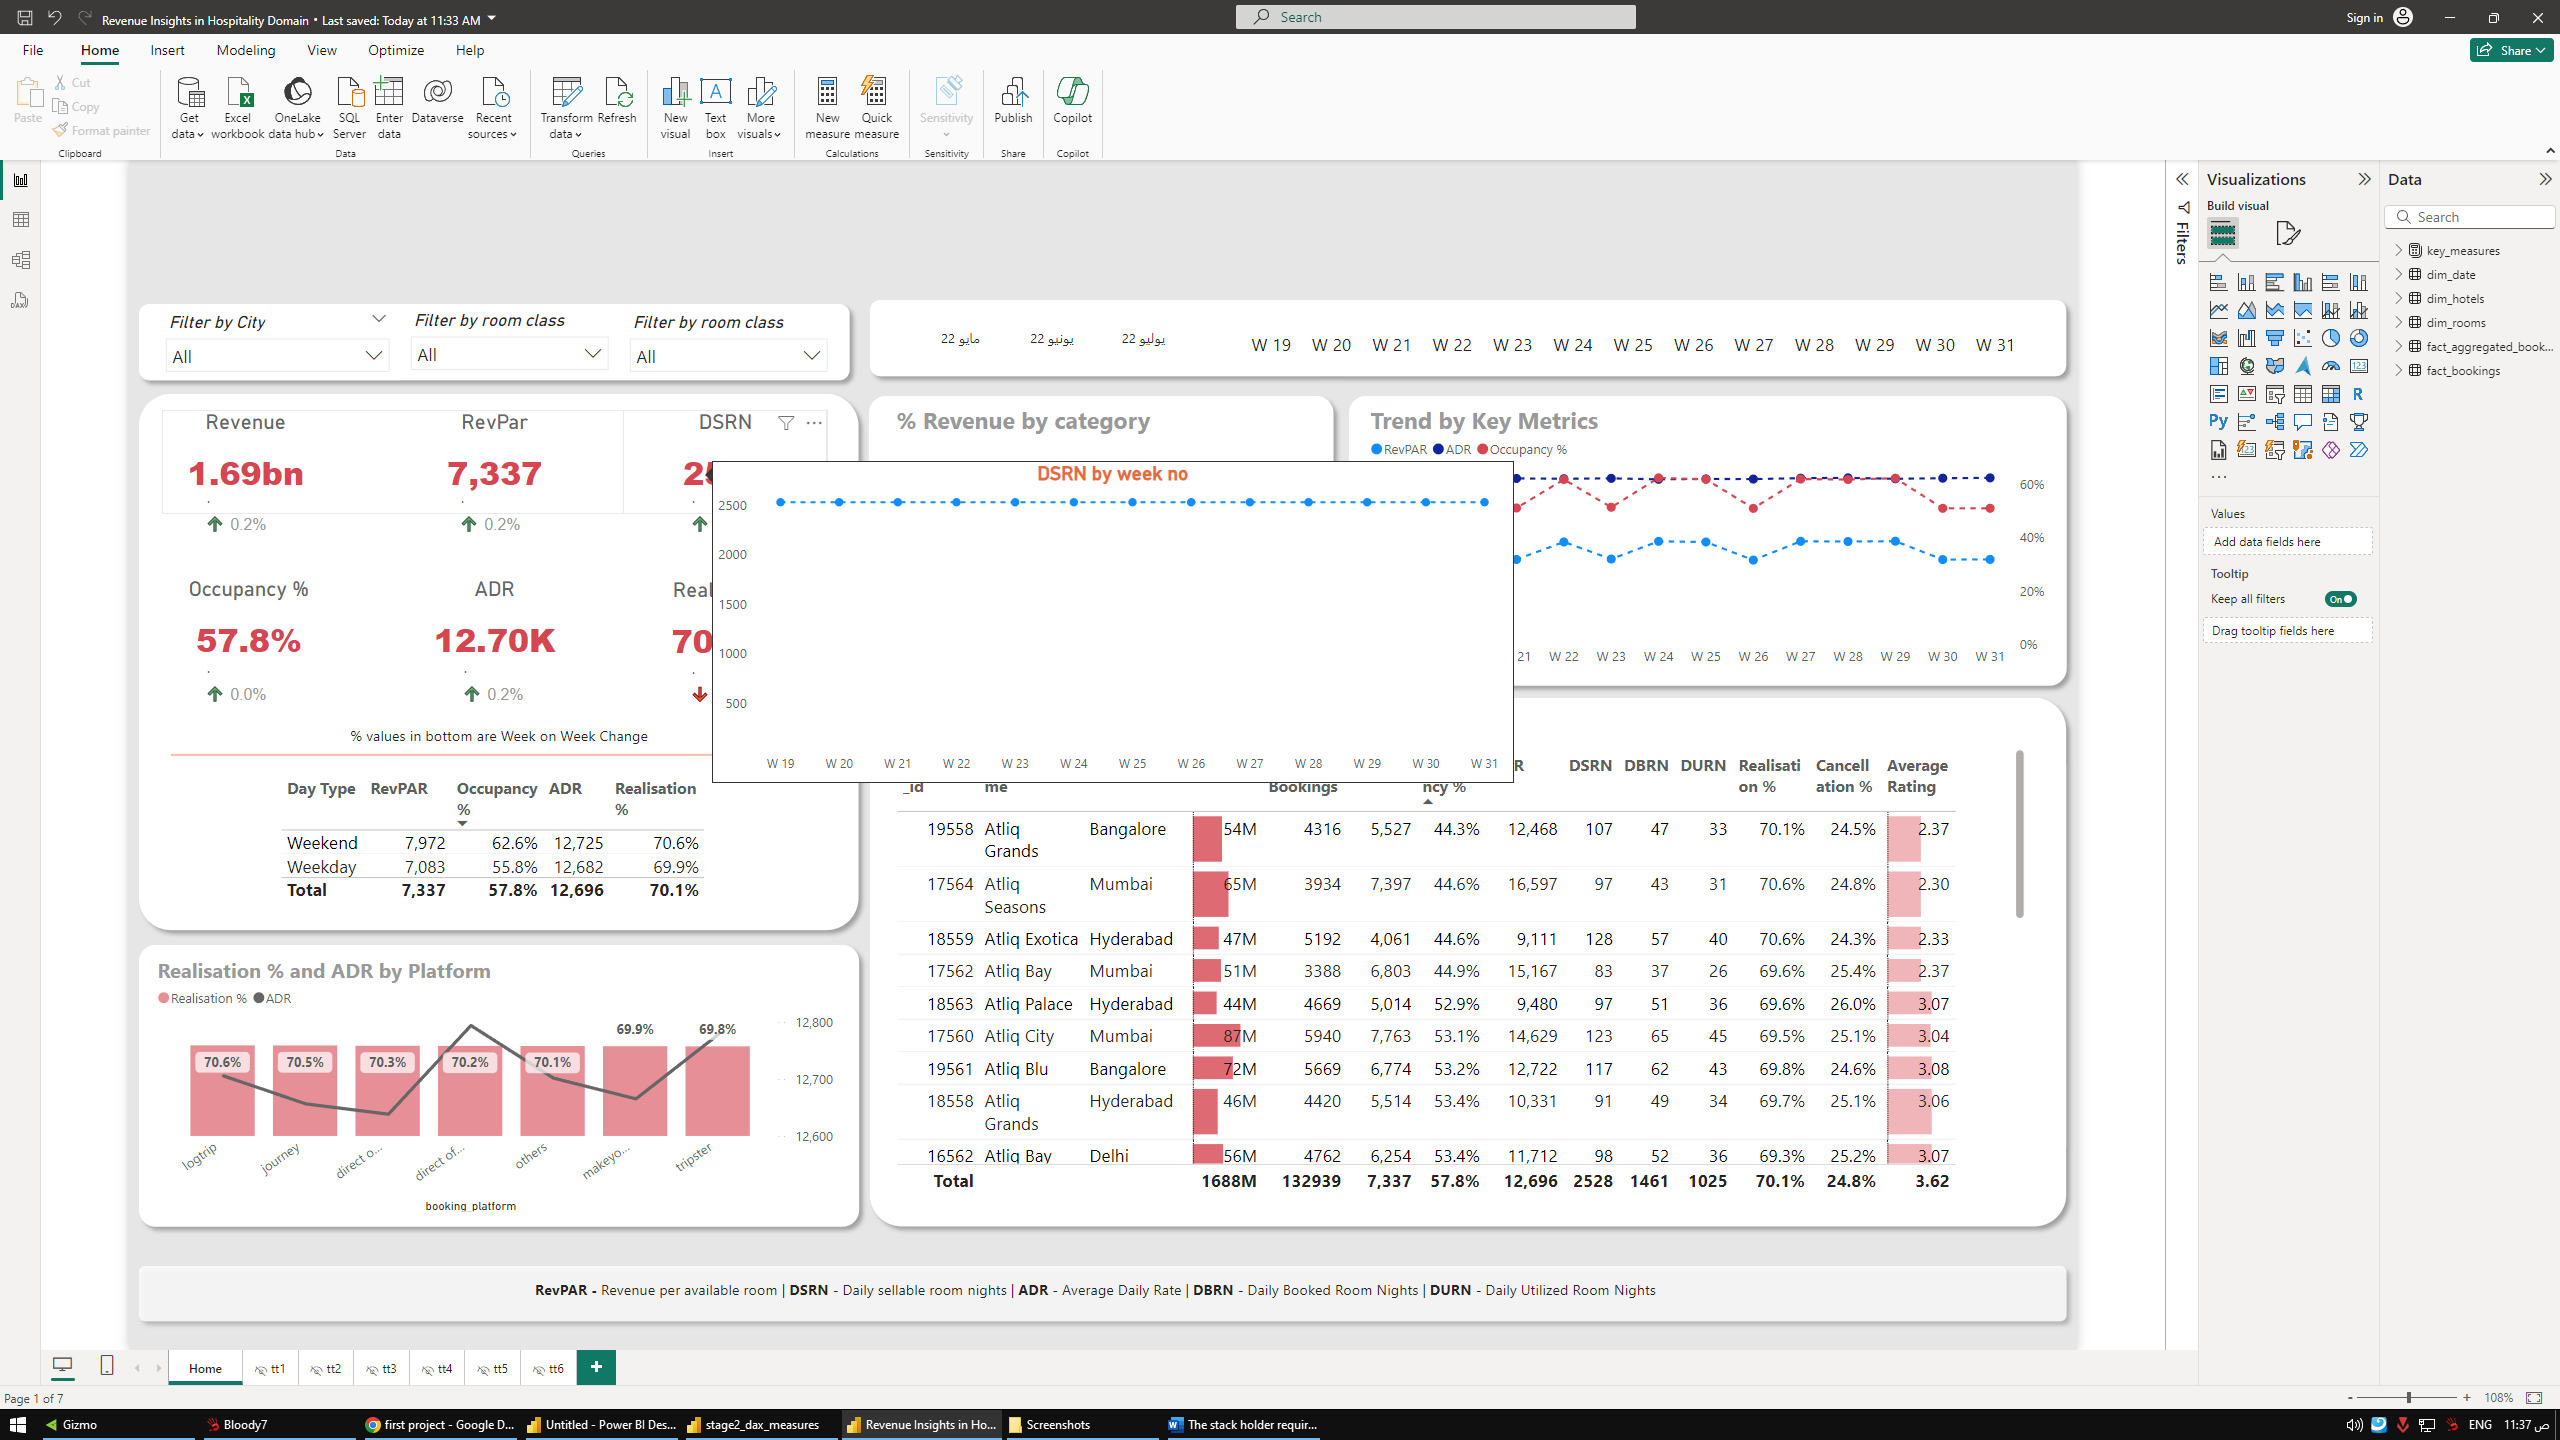 Revenue Insights in Hospitality Domain • Last saved: Today at 11:33 AM
Search
Sign in
File Home Insert Modeling View Optimize Help
Share
Paste
Cut
Copy
Format painter
Clipboard
Get data
Excel workbook
OneLake data hub
SQL Server
Enter data
Dataverse
Recent sources
Data
Transform data
Refresh
Queries
New visual
Text box
More visuals
Insert
New measure
Quick measure
Calculations
Sensitivity
Sensitivity
Publish
Share
Copilot
Copilot
Filter by City
All
Filter by room class
All
Filter by room class
All
مايو 22
يونيو 22
يوليو 22
W 19 W 20 W 21 W 22 W 23 W 24 W 25 W 26 W 27 W 28 W 29 W 30 W 31
Revenue
1.69bn
0.2%
RevPar
7,337
0.2%
DSRN
Occupancy %
57.8%
0.0%
ADR
12.70K
0.2%
Real
70
% values in bottom are Week on Week Change
Day Type RevPAR Occupancy % ADR Realisation %
Weekend 7,972 62.6% 12,725 70.6%
Weekday 7,083 55.8% 12,682 69.9%
Total 7,337 57.8% 12,696 70.1%
% Revenue by category
DSRN by week no
2500
2000
1500
1000
500
W 19 W 20 W 21 W 22 W 23 W 24 W 25 W 26 W 27 W 28 W 29 W 30 W 31
Trend by Key Metrics
RevPAR ADR Occupancy %
60%
40%
20%
0%
21 W 22 W 23 W 24 W 25 W 26 W 27 W 28 W 29 W 30 W 31
Realisation % and ADR by Platform
Realisation % ADR
70.6% 70.5% 70.3% 70.2% 70.1% 69.9% 69.8%
12,800
12,700
12,600
logtrip journey direct o... direct of... others makeyo... tripster
booking_platform
_id me Bookings ncy % R DSRN DBRN DURN Realisati on % Cancell ation % Average Rating
19558 Atliq Grands Bangalore 54M 4316 5,527 44.3% 12,468 107 47 33 70.1% 24.5% 2.37
17564 Atliq Seasons Mumbai 65M 3934 7,397 44.6% 16,597 97 43 31 70.6% 24.8% 2.30
18559 Atliq Exotica Hyderabad 47M 5192 4,061 44.6% 9,111 128 57 40 70.6% 24.3% 2.33
17562 Atliq Bay Mumbai 51M 3388 6,803 44.9% 15,167 83 37 26 69.6% 25.4% 2.37
18563 Atliq Palace Hyderabad 44M 4669 5,014 52.9% 9,480 97 51 36 69.6% 26.0% 3.07
17560 Atliq City Mumbai 87M 5940 7,763 53.1% 14,629 123 65 45 69.5% 25.1% 3.04
19561 Atliq Blu Bangalore 72M 5669 6,774 53.2% 12,722 117 62 43 69.8% 24.6% 3.08
18558 Atliq Grands Hyderabad 46M 4420 5,514 53.4% 10,331 91 49 34 69.7% 25.1% 3.06
16562 Atliq Bay Delhi 56M 4762 6,254 53.4% 11,712 98 52 36 69.3% 25.2% 3.07
Total 1688M 132939 7,337 57.8% 12,696 2528 1461 1025 70.1% 24.8% 3.62
RevPAR - Revenue per available room | DSRN - Daily sellable room nights | ADR - Average Daily Rate | DBRN - Daily Booked Room Nights | DURN - Daily Utilized Room Nights
Filters
Visualizations
Build visual
Values
Add data fields here
Tooltip
Keep all filters On
Drag tooltip fields here
Data
Search
key_measures
dim_date
dim_hotels
dim_rooms
fact_aggregated_book...
fact_bookings
Home tt1 tt2 tt3 tt4 tt5 tt6
Page 1 of 7
108%
Gizmo
Bloody7
first project - Google D...
Untitled - Power BI Des...
stage2_dax_measures
Revenue Insights in Ho...
Screenshots
The stack holder requir...
ENG
11:37 ص